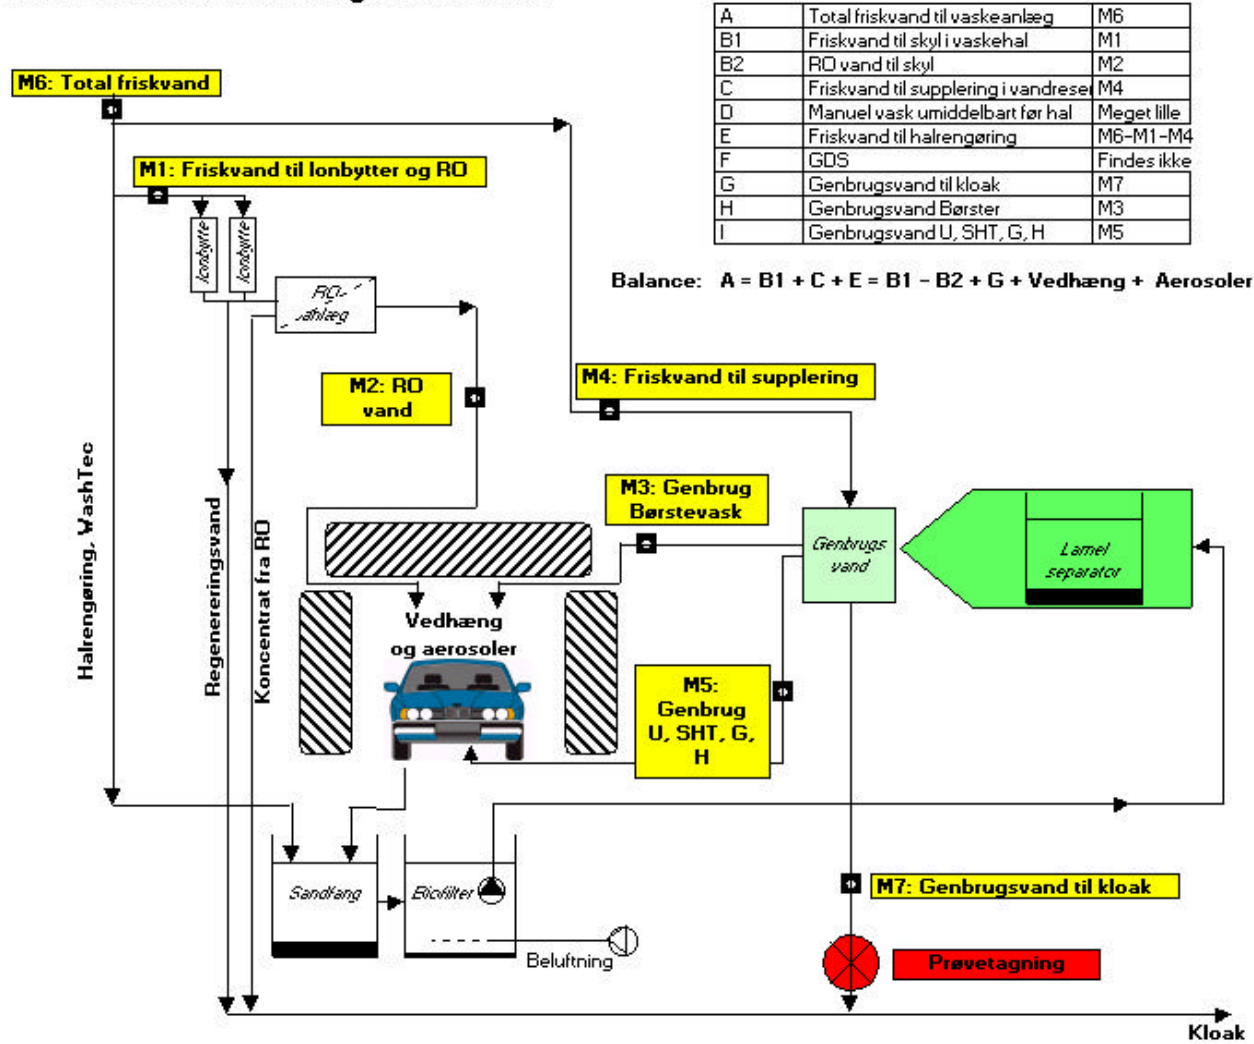 A Total friskvand til vaskeanlæg M6
B1 Friskvand til skyl i vaskehal M1
B2 RO vand til skyl M2
C Friskvand til supplering i vandreser M4
D Manuel vask umiddelbart før hal Meget lille
E Friskvand til halrengøring M6-M1-M4
F GDS Findes ikke
G Genbrugsvand til kloak M7
H Genbrugsvand Børster M3
I Genbrugsvand U, SHT, G, H M5
Balance: A = B1 + C + E = B1 - B2 + G + Vedhæng + Aerosoler
M6: Total friskvand
M1: Friskvand til Ionbytter og RO
Ionbytte
Ionbytte
RO-
anlæg
M2: RO
vand
M4: Friskvand til supplering
M3: Genbrug
Børstevask
Genbrugs
vand
Lamel
separator
Halrengøring, WashTec
Regenereringsvand
Koncentrat fra RO
Vedhæng
og aerosoler
M5:
Genbrug
U, SHT, G,
H
Sandfang
Biofilter
Beluftning
M7: Genbrugsvand til kloak
Prøvetagning
Kloak